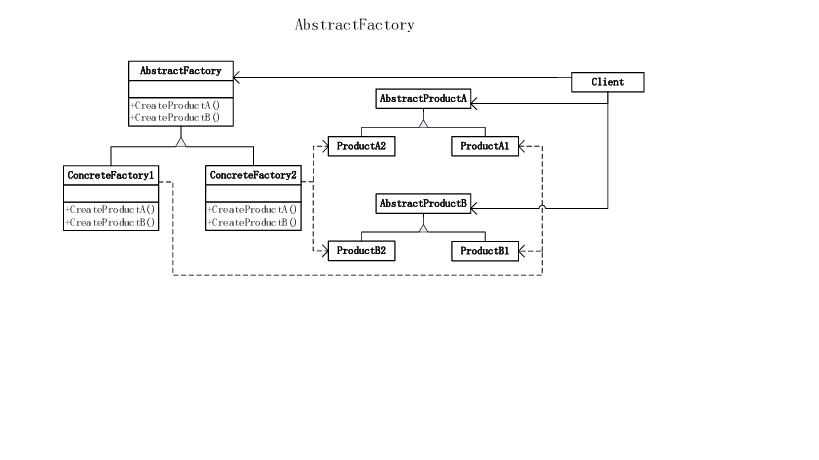 AbstractFactory
AbstractFactory
+CreateProductA()
+CreateProductB()
Client
AbstractProductA
ProductA2
ProductA1
ConcreteFactory1
+CreateProductA()
+CreateProductB()
ConcreteFactory2
+CreateProductA()
+CreateProductB()
AbstractProductB
ProductB2
ProductB1